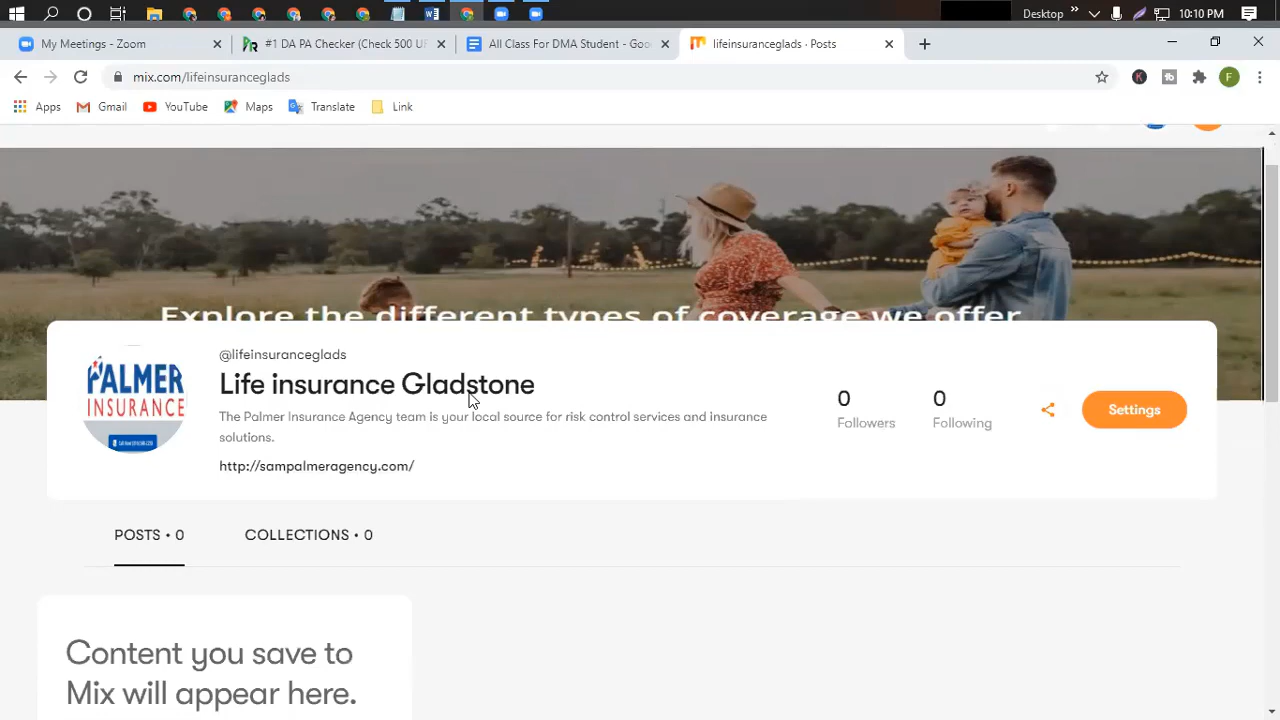 Desktop
10:10 PM
My Meetings - Zoom
#1 DA PA Checker (Check 500 UR
All Class For DMA Student - Goo
lifeinsuranceglads · Posts
mix.com/lifeinsuranceglads
F
Apps
Gmail
YouTube
Maps
Translate
Link
Explore the different types of coverage we offer
@lifeinsuranceglads
Life insurance Gladstone
The Palmer Insurance Agency team is your local source for risk control services and insurance
solutions.
http://sampalmeragency.com/
PALMER
INSURANCE
0
Followers
0
Following
Settings
POSTS • 0
COLLECTIONS • 0
Content you save to
Mix will appear here.